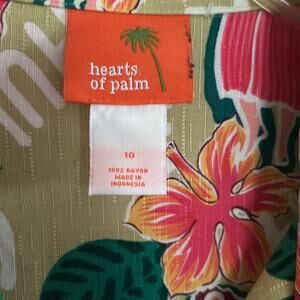 hearts
of palm
10
100% RAYON
MADE IN
INDONESIA